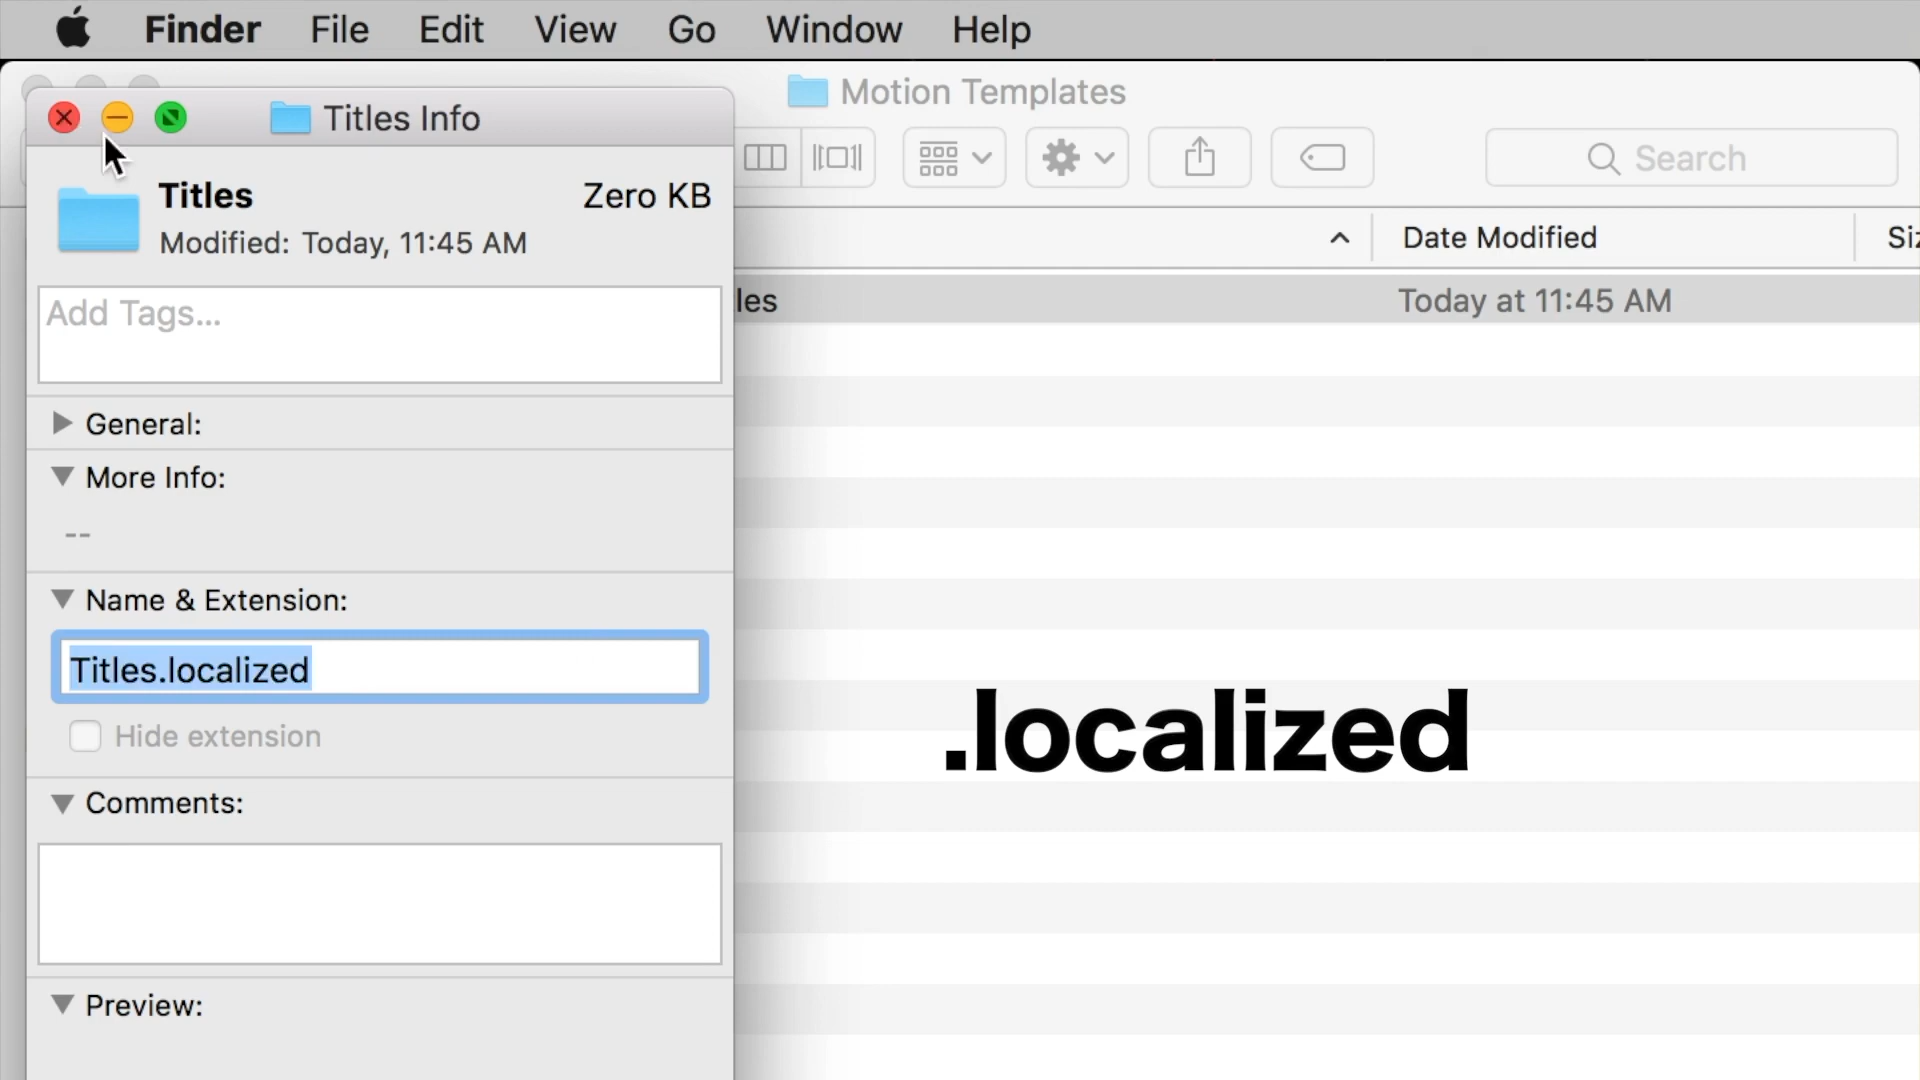 Finder File Edit View Go Window Help
Motion Templates
Titles Info
Search
Titles Zero KB
Modified: Today, 11:45 AM
Date Modified
Add Tags...
les Today at 11:45 AM
General:
More Info:
--
Name & Extension:
Titles.localized
.localized
Hide extension
Comments:
Preview: